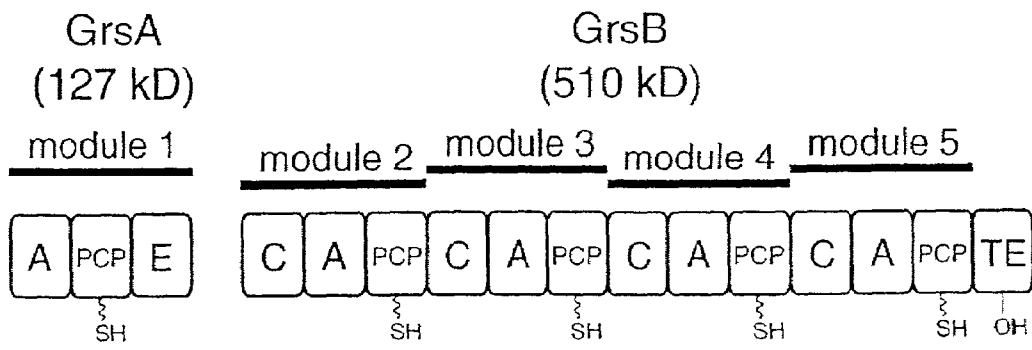 GrsA
(127 kD)
GrsB
(510 kD)
module 1
module 2
module 3
module 4
module 5
A PCP E
C A PCP C A PCP C A PCP C A PCP TE
SH
SH
SH
SH
SH
OH